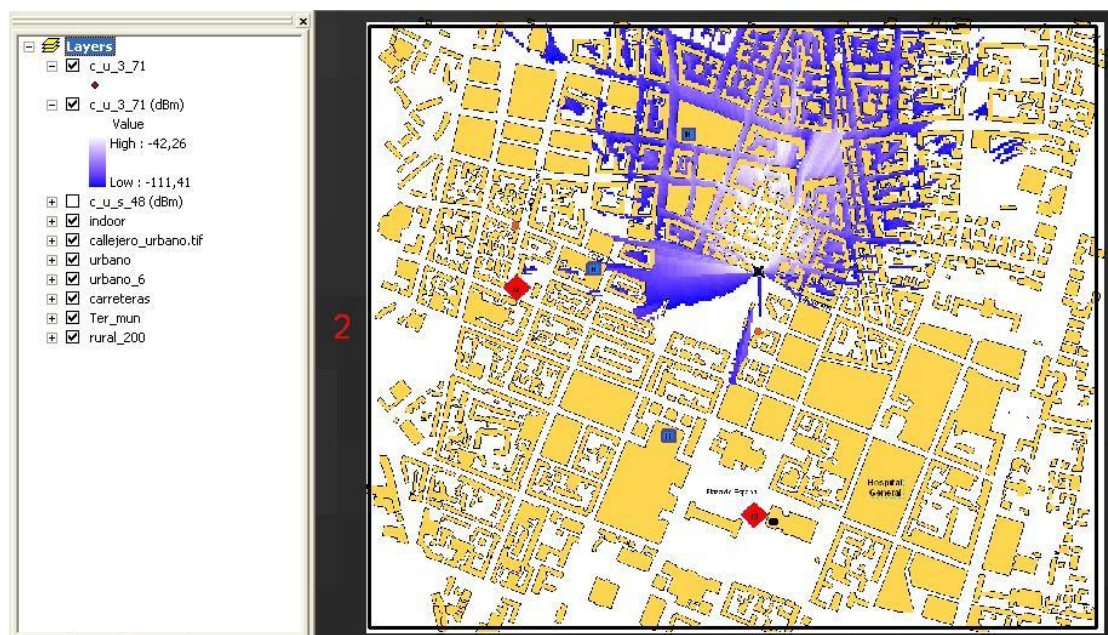 Layers
c_u_3_71
c_u_3_71 (dBm)
Value
High : -42,26
Low : -111,41
c_u_s_48 (dBm)
indoor
callejero_urbano.tif
urbano
urbano_6
carreteras
Ter_mun
rural_200
2
H
H
Hospital
General